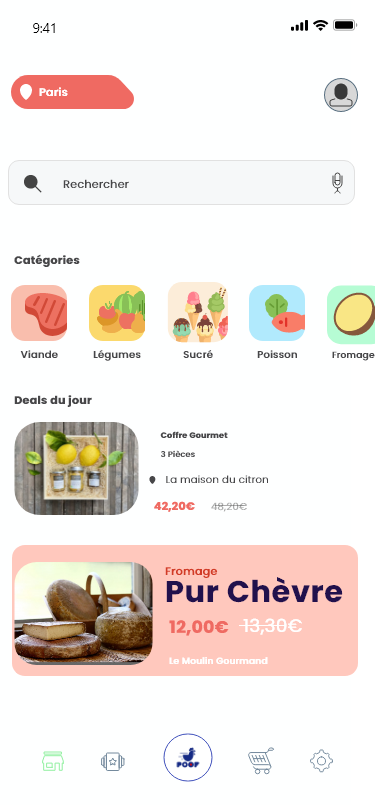 9:41
Paris
Rechercher
Catégories
Viande Légumes Sucré Poisson Fromage
Deals du jour
Coffre Gourmet
3 Pièces
La maison du citron
42,20€ 48,20€
Fromage
Pur Chèvre
12,00€ 13,30€
Le Moulin Gourmand
POOF